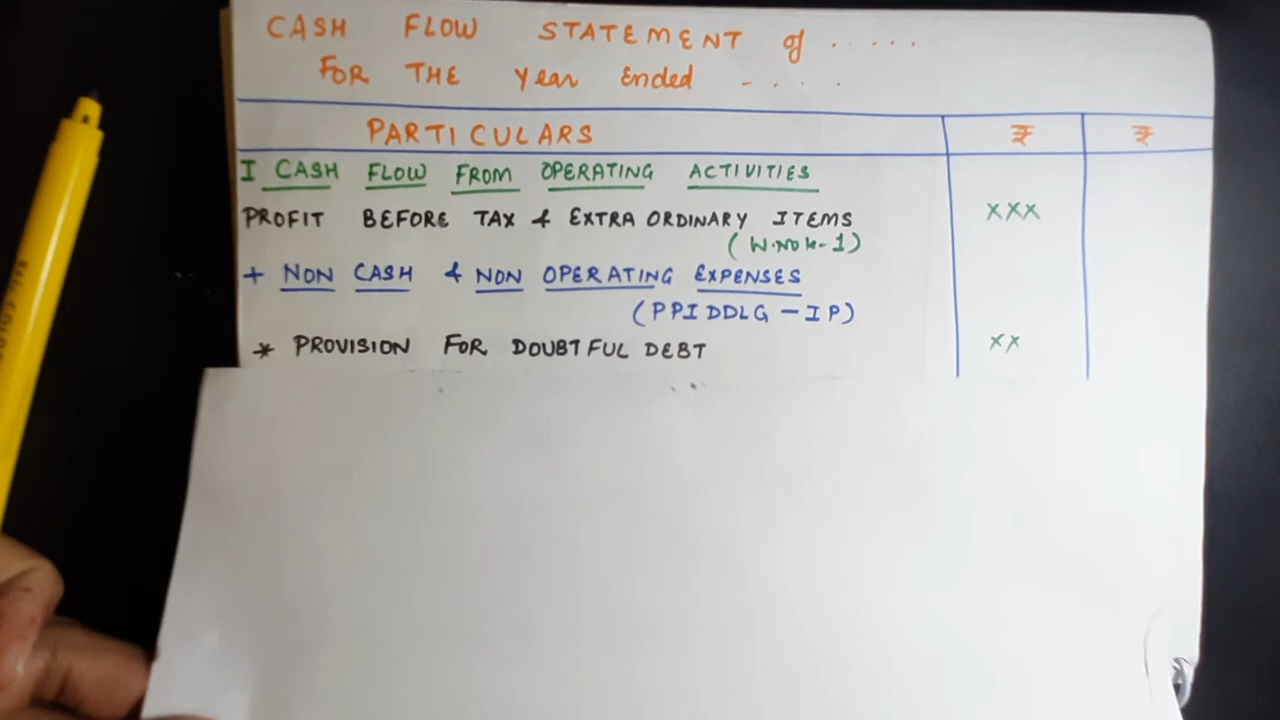 CASH FLOW STATEMENT of .....
FOR THE Year Ended - . . . .
PARTICULARS ₹ ₹
I CASH FLOW FROM OPERATING ACTIVITIES
PROFIT BEFORE TAX & EXTRA ORDINARY ITEMS XXX
(W.Note-1)
+ NON CASH & NON OPERATING EXPENSES
(PPIDDLG - IP)
* PROVISION FOR DOUBTFUL DEBT XX